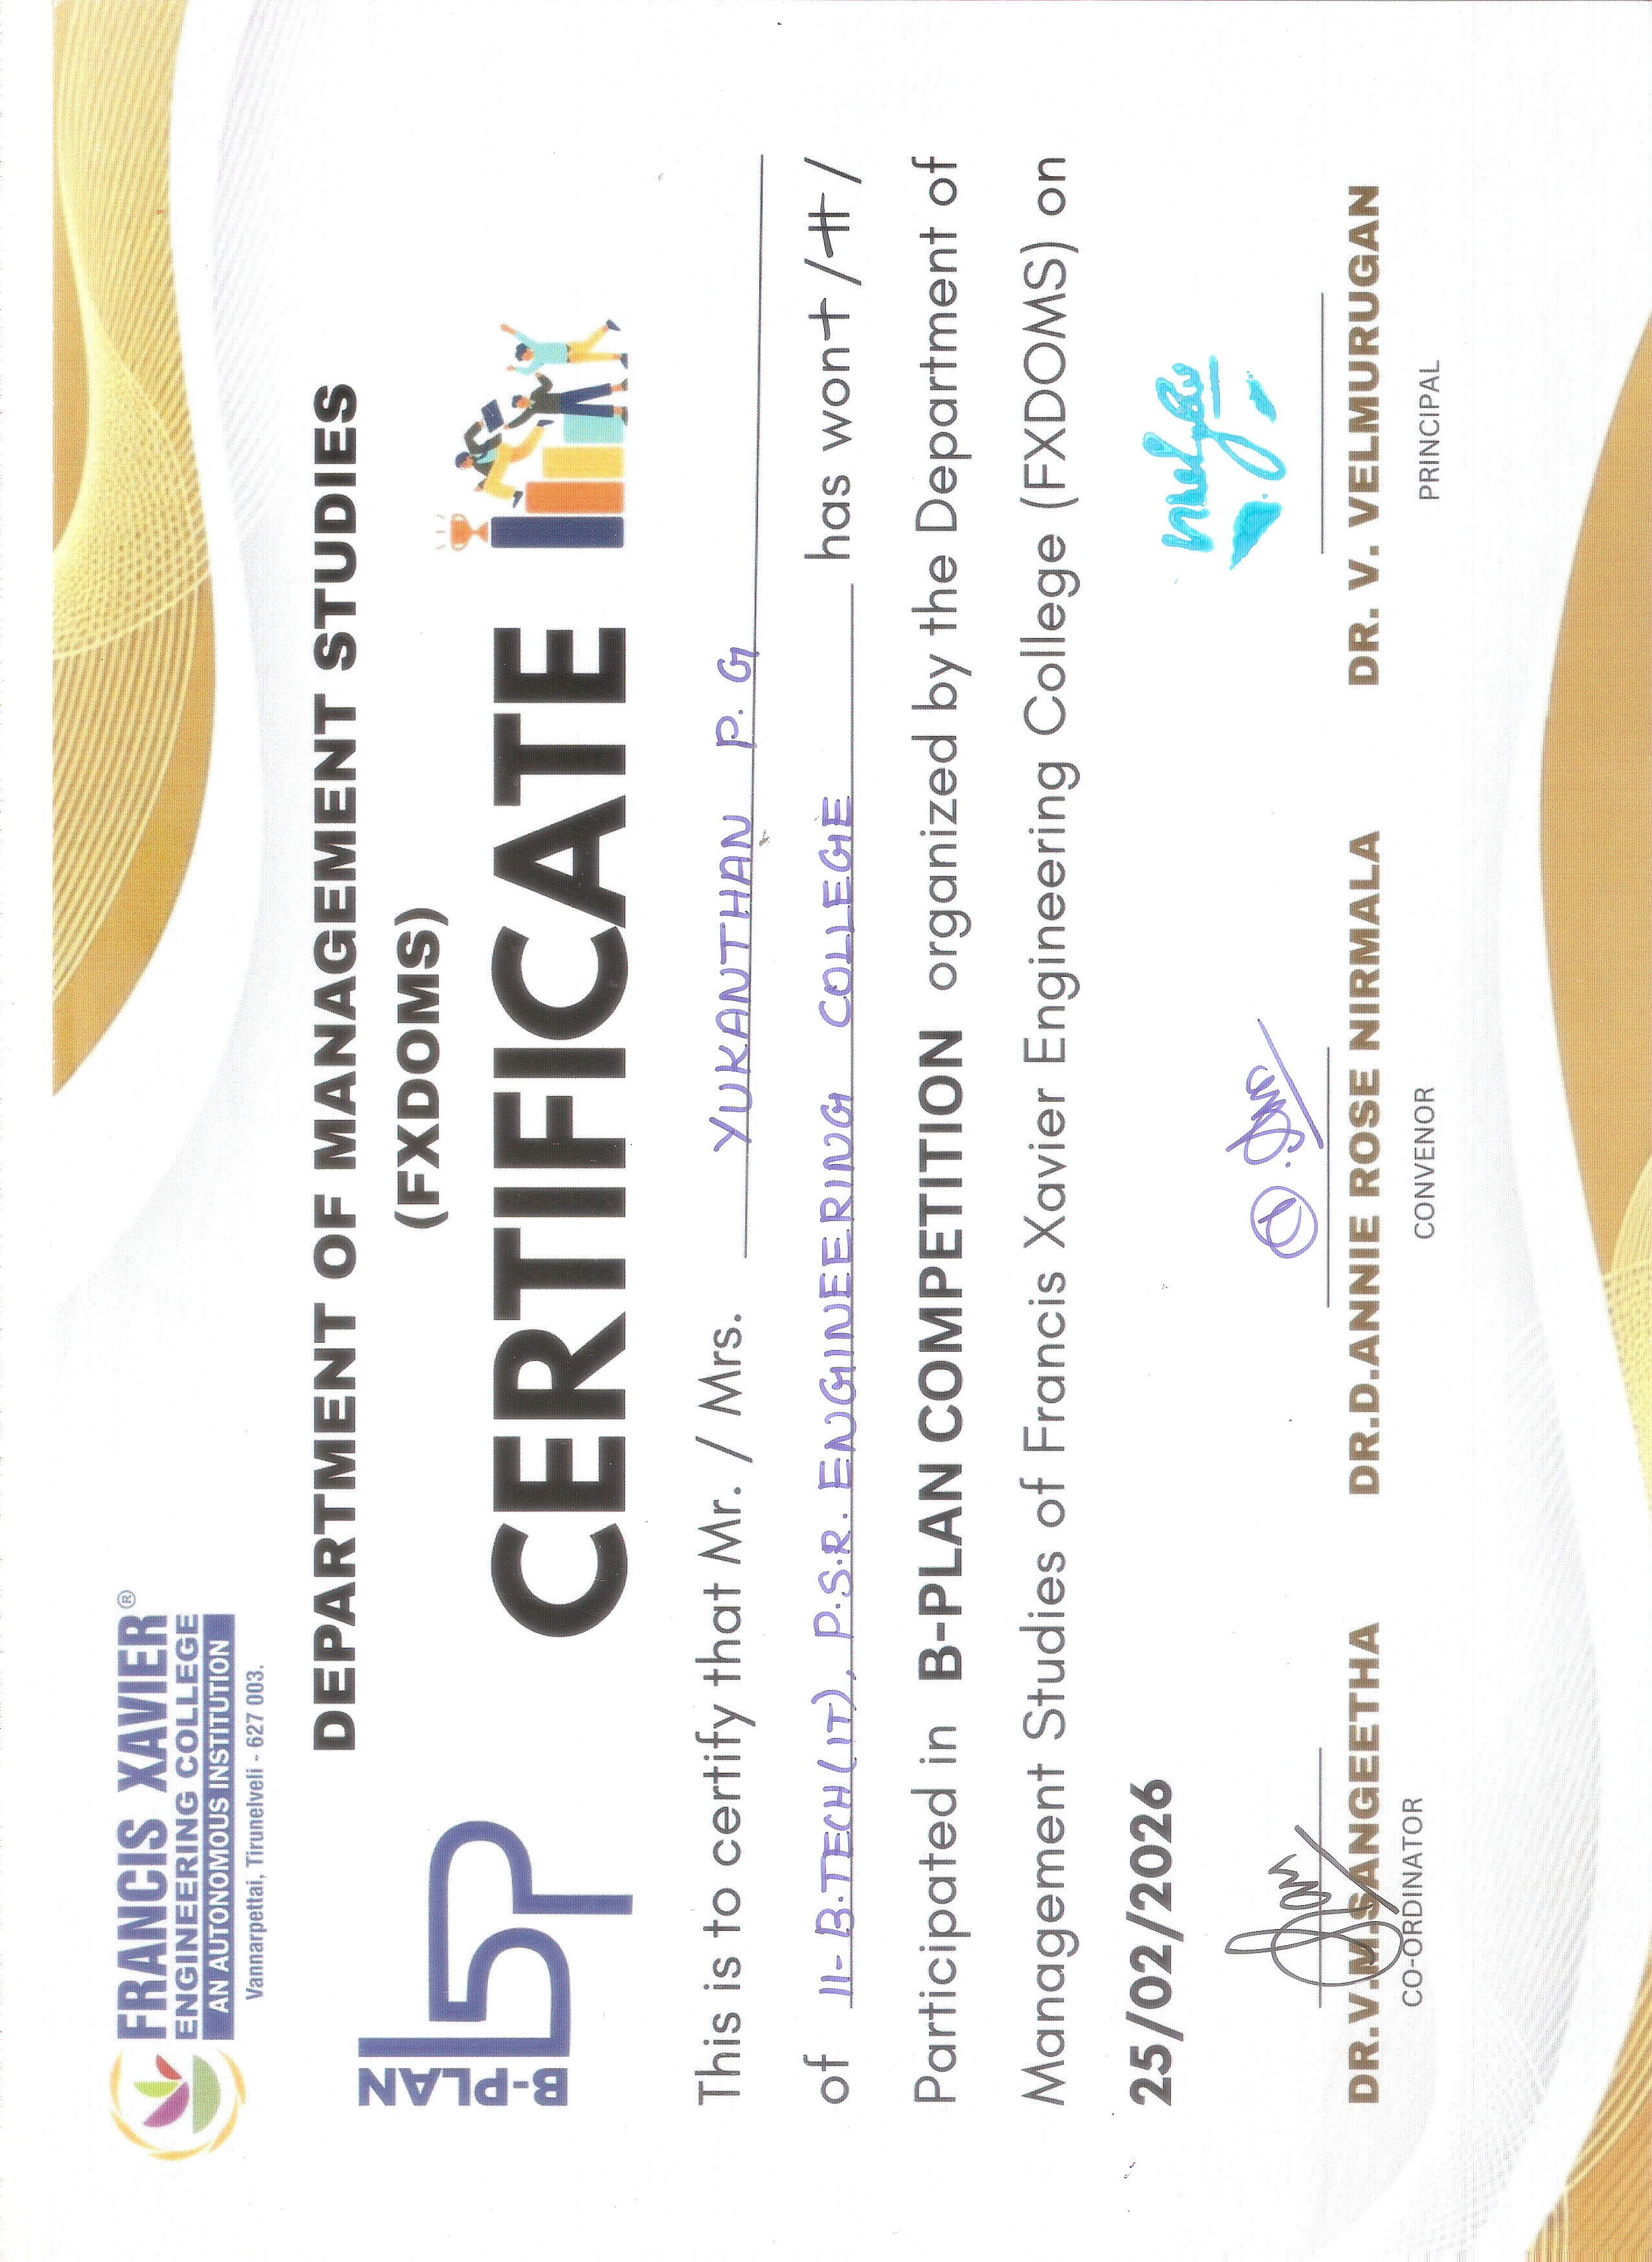 FRANCIS XAVIER®
ENGINEERING COLLEGE
AN AUTONOMOUS INSTITUTION
Vannarpettai, Tirunelveli - 627 003.
DEPARTMENT OF MANAGEMENT STUDIES
(FXDOMS)
B-PLAN
BP
CERTIFICATE
This is to certify that Mr. / Mrs. YUKANTHAN P. G
of II- B.TECH(IT), P.S.R. ENGINEERING COLLEGE has won I / II /
Participated in B-PLAN COMPETITION organized by the Department of
Management Studies of Francis Xavier Engineering College (FXDOMS) on
25/02/2026
DR.V.M.SANGEETHA DR.D.ANNIE ROSE NIRMALA DR. V. VELMURUGAN
CO-ORDINATOR CONVENOR PRINCIPAL